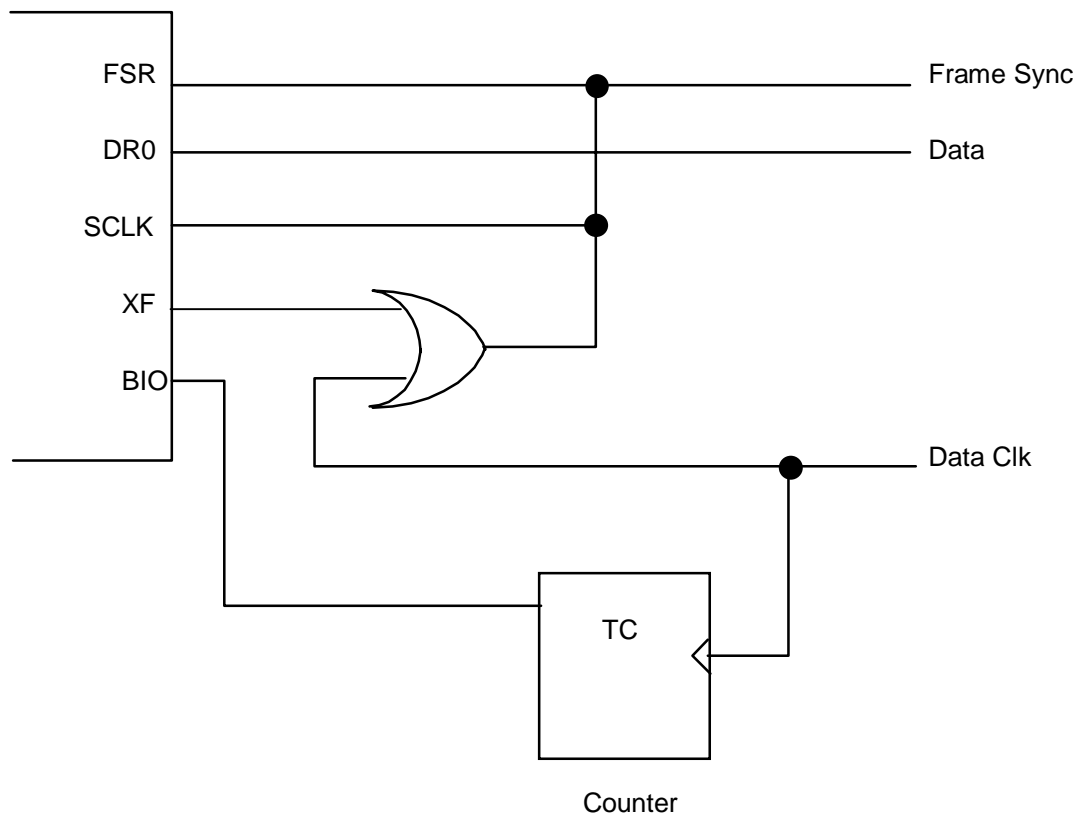 FSR
Frame Sync
DR0
Data
SCLK
XF
BIO
Data Clk
TC
Counter